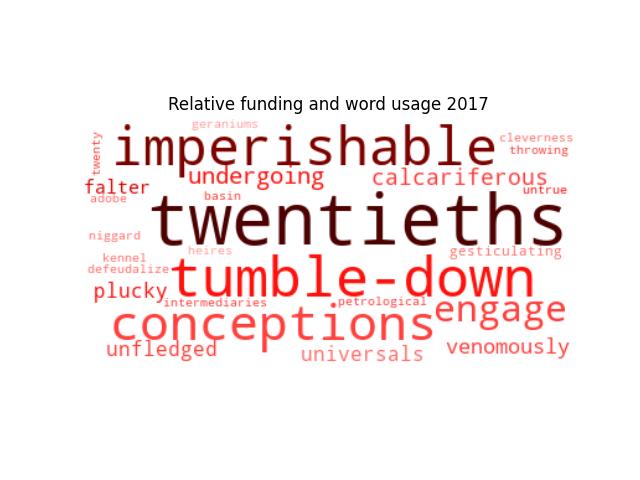 Relative funding and word usage 2017
geraniums
imperishable
cleverness
throwing
twenty
undergoing
calcariferous
falter
untrue
basin
adobe
twentieths
niggard
heires
gesticulating
kennel
defeudalize
tumble-down
plucky
intermediaries
petrological
engage
conceptions
unfledged
universals
venomously